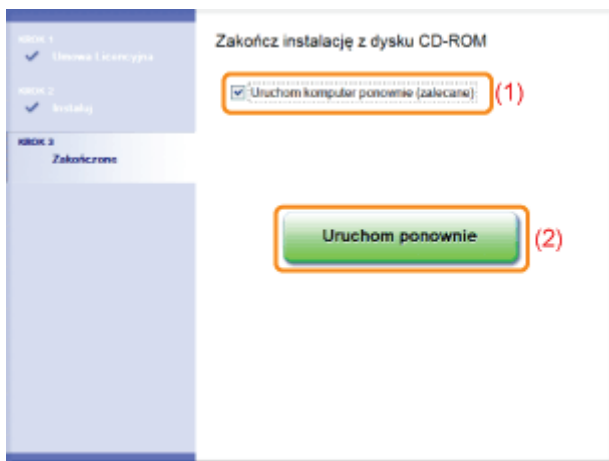 KROK 1
Umowa Licencyjna
KROK 2
Instaluj
KROK 3
Zakończone
Zakończ instalację z dysku CD-ROM
Uruchom komputer ponownie (zalecane)
(1)
Uruchom ponownie
(2)